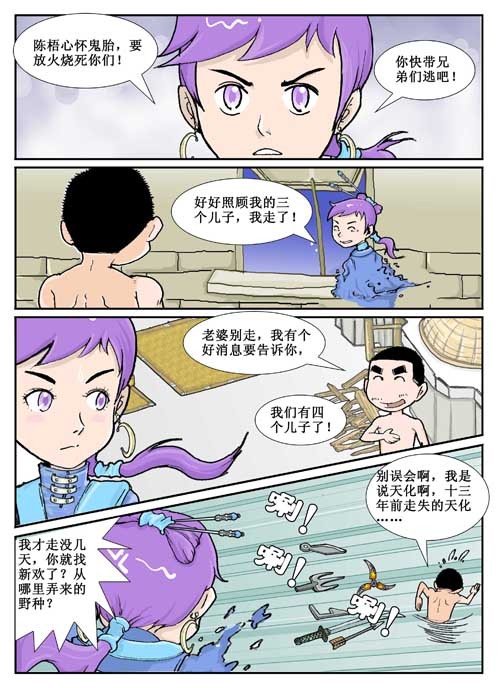 陈梧心怀鬼胎，要
放火烧死你们！
你快带兄
弟们逃吧！
好好照顾我的三
个儿子，我走了！
老婆别走，我有个
好消息要告诉你，
我们有四
个儿子了！
别误会啊，我是
说天化啊，十三
年前走失的天化
……
我才走没几
天，你就找
新欢了？从
哪里弄来的
野种？